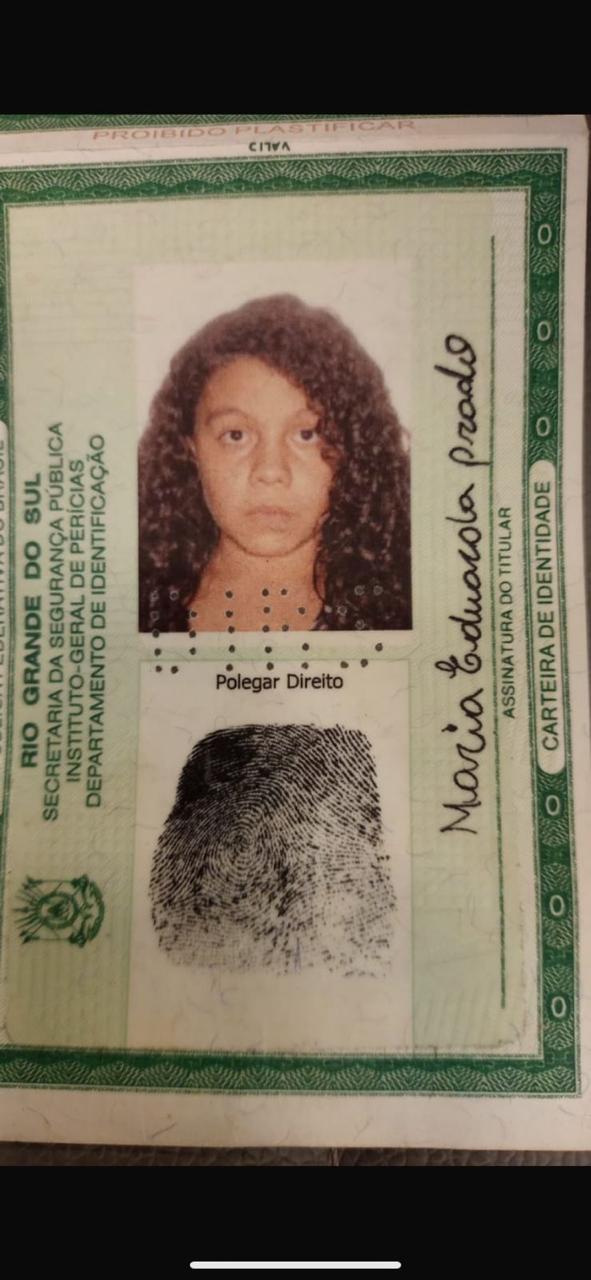 PROIBIDO PLASTIFICAR
RIO GRANDE DO SUL
SECRETARIA DA SEGURANÇA PÚBLICA
INSTITUTO-GERAL DE PERÍCIAS
DEPARTAMENTO DE IDENTIFICAÇÃO
Polegar Direito
Maria Eduarda prado
ASSINATURA DO TITULAR
CARTEIRA DE IDENTIDADE